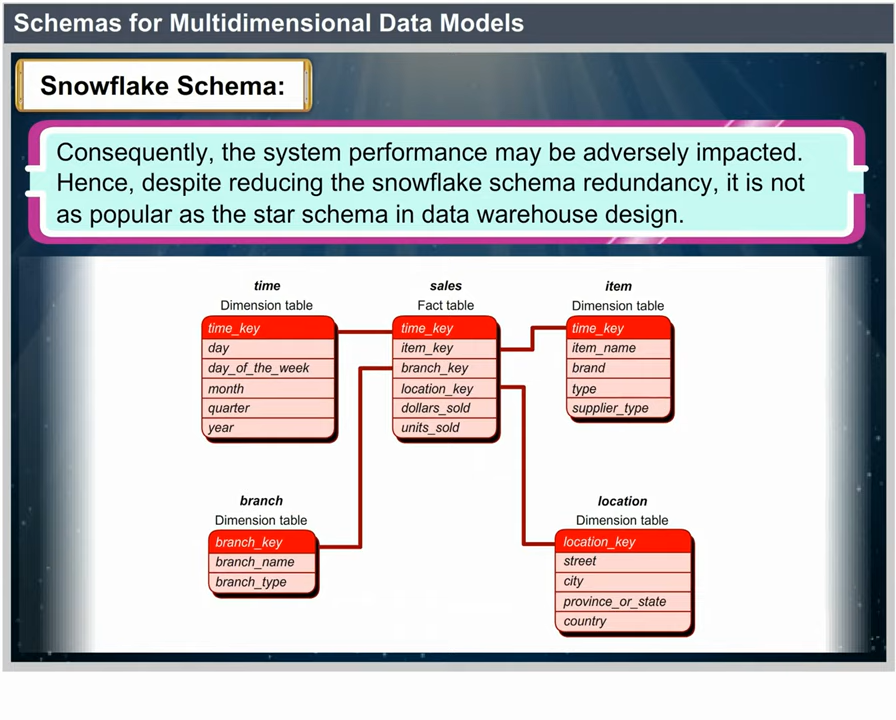 Schemas for Multidimensional Data Models
Snowflake Schema:
Consequently, the system performance may be adversely impacted.
Hence, despite reducing the snowflake schema redundancy, it is not
as popular as the star schema in data warehouse design.
time
Dimension table
time_key
day
day_of_the_week
month
quarter
year
sales
Fact table
time_key
item_key
branch_key
location_key
dollars_sold
units_sold
item
Dimension table
time_key
item_name
brand
type
supplier_type
branch
Dimension table
branch_key
branch_name
branch_type
location
Dimension table
location_key
street
city
province_or_state
country